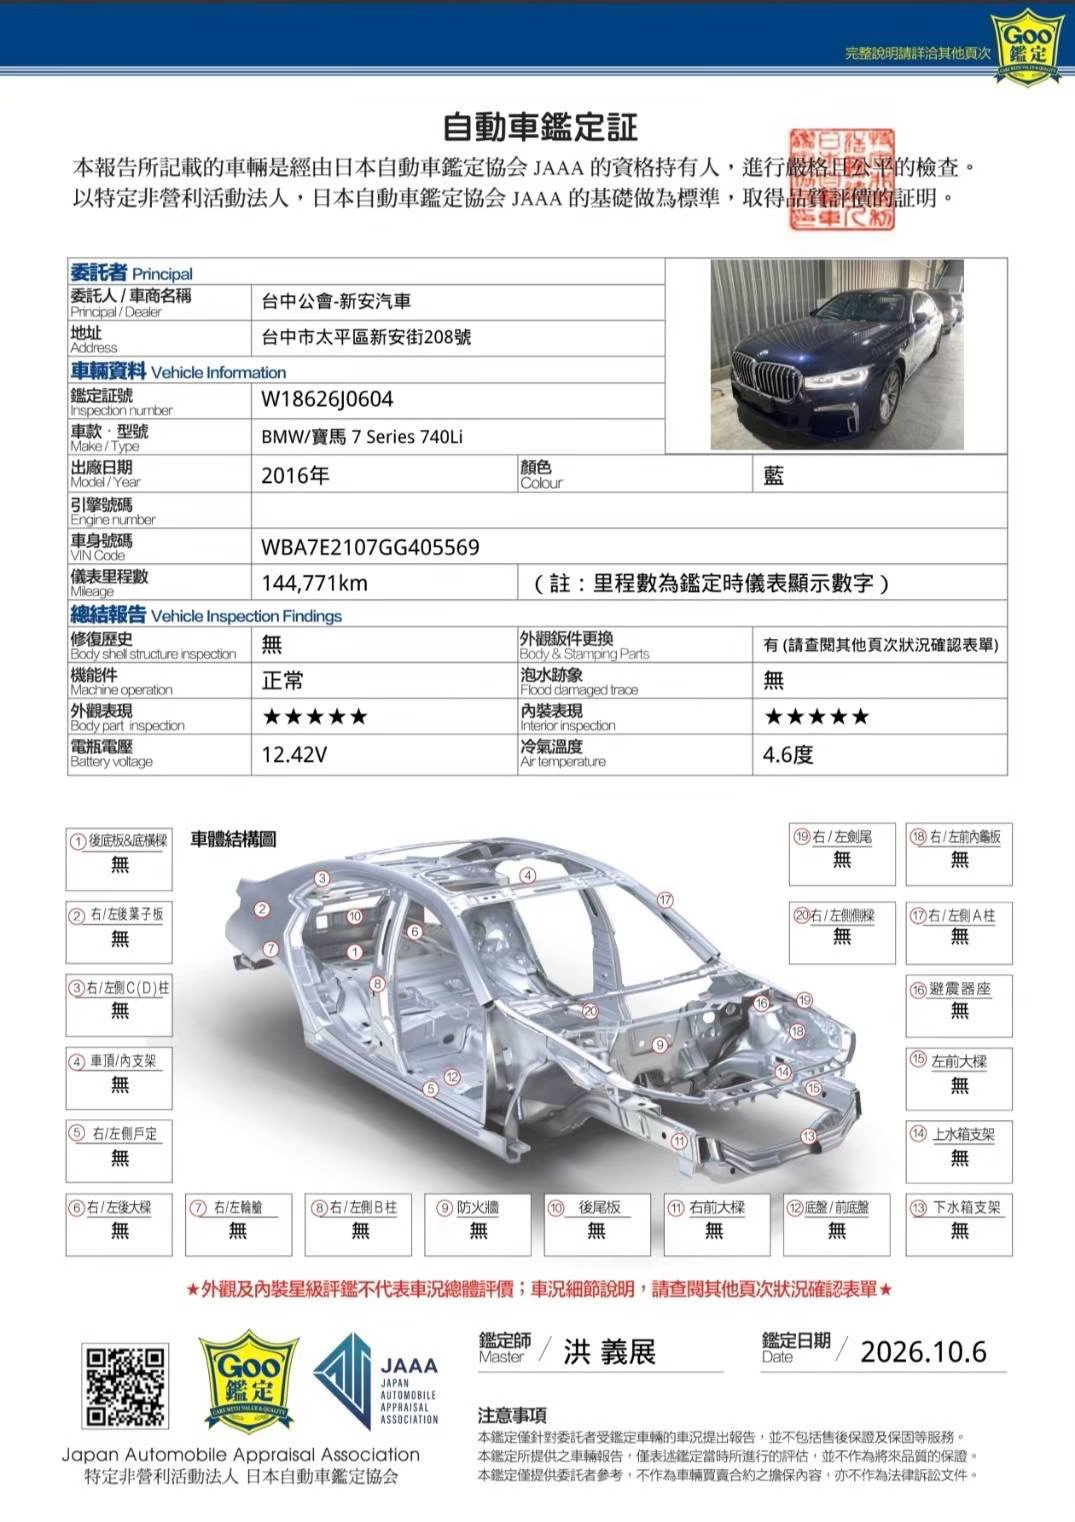 完整說明請詳洽其他頁次
Goo
鑑定
自動車鑑定証
本報告所記載的車輛是經由日本自動車鑑定協会 JAAA 的資格持有人，進行嚴格且公平的檢查。
以特定非營利活動法人，日本自動車鑑定協会 JAAA 的基礎做為標準，取得品質評價的証明。
委託者 Principal
委託人 / 車商名稱
Principal / Dealer
台中公會-新安汽車
地址
Address
台中市太平區新安街208號
車輛資料 Vehicle Information
鑑定証號
Inspection number
W18626J0604
車款 · 型號
Make / Type
BMW/寶馬 7 Series 740Li
出廠日期
Model / Year
2016年
顏色
Colour
藍
引擎號碼
Engine number
車身號碼
VIN Code
WBA7E2107GG405569
儀表里程數
Mileage
144,771km
（註：里程數為鑑定時儀表顯示數字）
總結報告 Vehicle Inspection Findings
修復歷史
Body shell structure inspection
無
外觀鈑件更換
Body & Stamping Parts
有 (請查閱其他頁次狀況確認表單)
機能件
Machine operation
正常
泡水跡象
Flood damaged trace
無
外觀表現
Body part inspection
★★★★★
內裝表現
Interior inspection
★★★★★
電瓶電壓
Battery voltage
12.42V
冷氣溫度
Air temperature
4.6度
車體結構圖
①後底板&底橫樑
無
② 右/左後葉子板
無
③右/左側C(D)柱
無
④ 車頂/內支架
無
⑤ 右/左側戶定
無
⑲右/左劍尾
無
⑱右/左前內龜板
無
⑳右/左側側樑
無
⑰右/左側A柱
無
⑯避震器座
無
⑮左前大樑
無
⑭ 上水箱支架
無
⑥右/左後大樑
無
⑦ 右/左輪艙
無
⑧右/左側B柱
無
⑨防火牆
無
⑩ 後尾板
無
⑪右前大樑
無
⑫底盤/前底盤
無
⑬ 下水箱支架
無
★外觀及內裝星級評鑑不代表車況總體評價；車況細節說明，請查閱其他頁次狀況確認表單★
Goo
鑑定
CARS WITH VALUE & QUALITY
JAAA
JAPAN
AUTOMOBILE
APPRAISAL
ASSOCIATION
Japan Automobile Appraisal Association
特定非營利活動法人 日本自動車鑑定協会
鑑定師
Master
洪 義展
鑑定日期
Date
2026.10.6
注意事項
本鑑定僅針對委託者受鑑定車輛的車況提出報告，並不包括售後保證及保固等服務。
本鑑定所提供之車輛報告，僅表述鑑定當時所進行的評估，並不作為將來品質的保證。
本鑑定僅提供委託者參考，不作為車輛買賣合約之擔保內容，亦不作為法律訴訟文件。